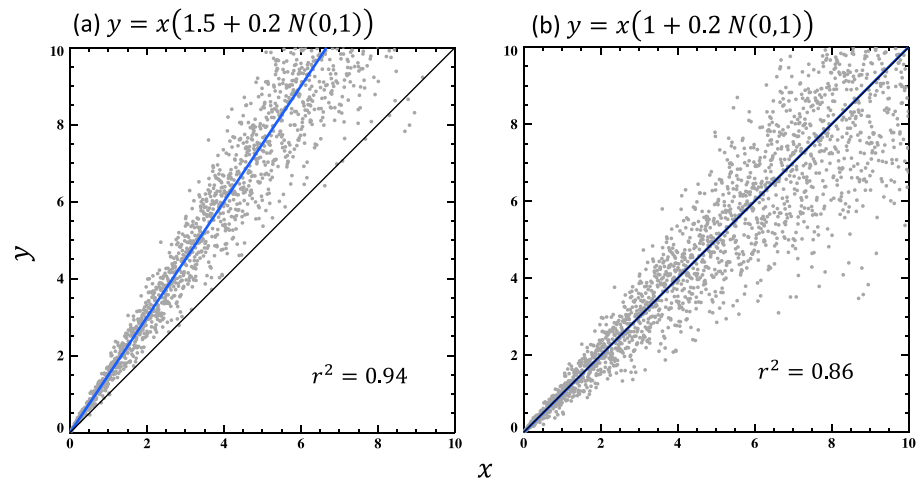 (a) y = x(1.5 + 0.2 N(0,1))
10
8
6
4
2
0
0 2 4 6 8 10
y
r² = 0.94
(b) y = x(1 + 0.2 N(0,1))
10
8
6
4
2
0
0 2 4 6 8 10
r² = 0.86
x